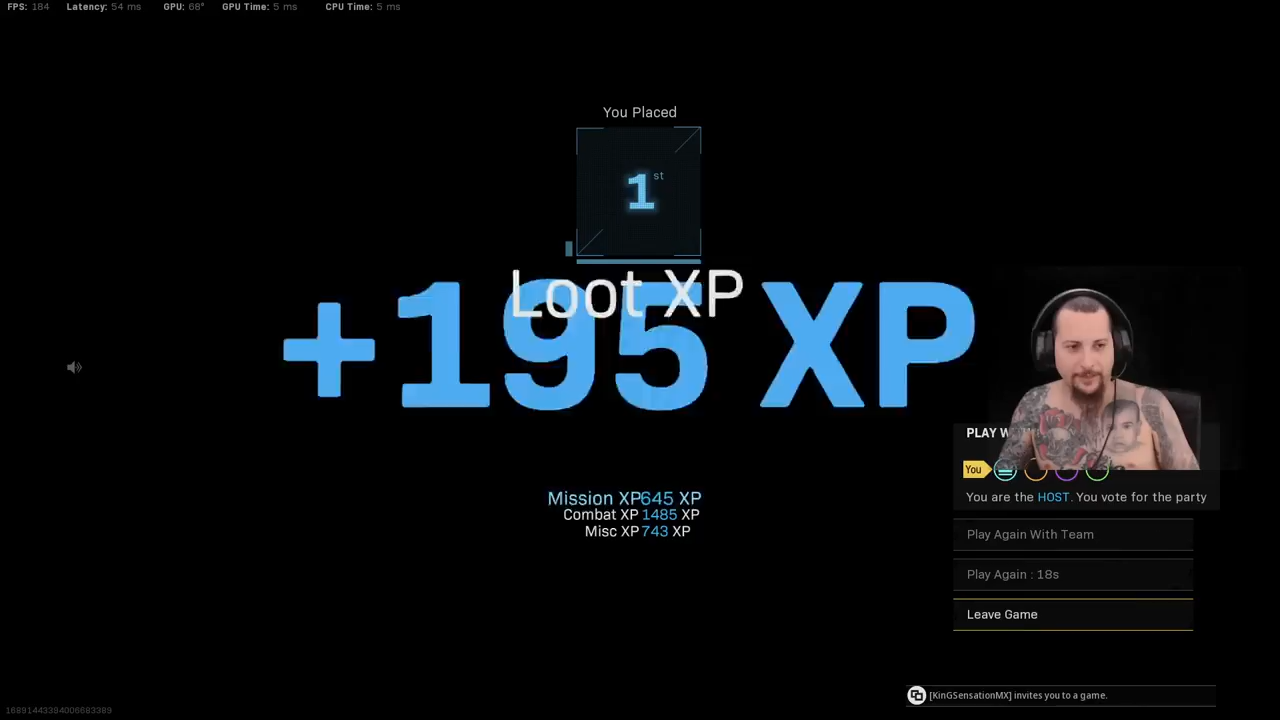 FPS: 184 Latency: 54 ms GPU: 68° GPU Time: 5 ms CPU Time: 5 ms
You Placed
1st
Loot XP
+195 XP
Mission XP645 XP
Combat XP 1485 XP
Misc XP 743 XP
PLAY
You
You are the HOST. You vote for the party
Play Again With Team
Play Again : 18s
Leave Game
[KinGSensationMX] invites you to a game.